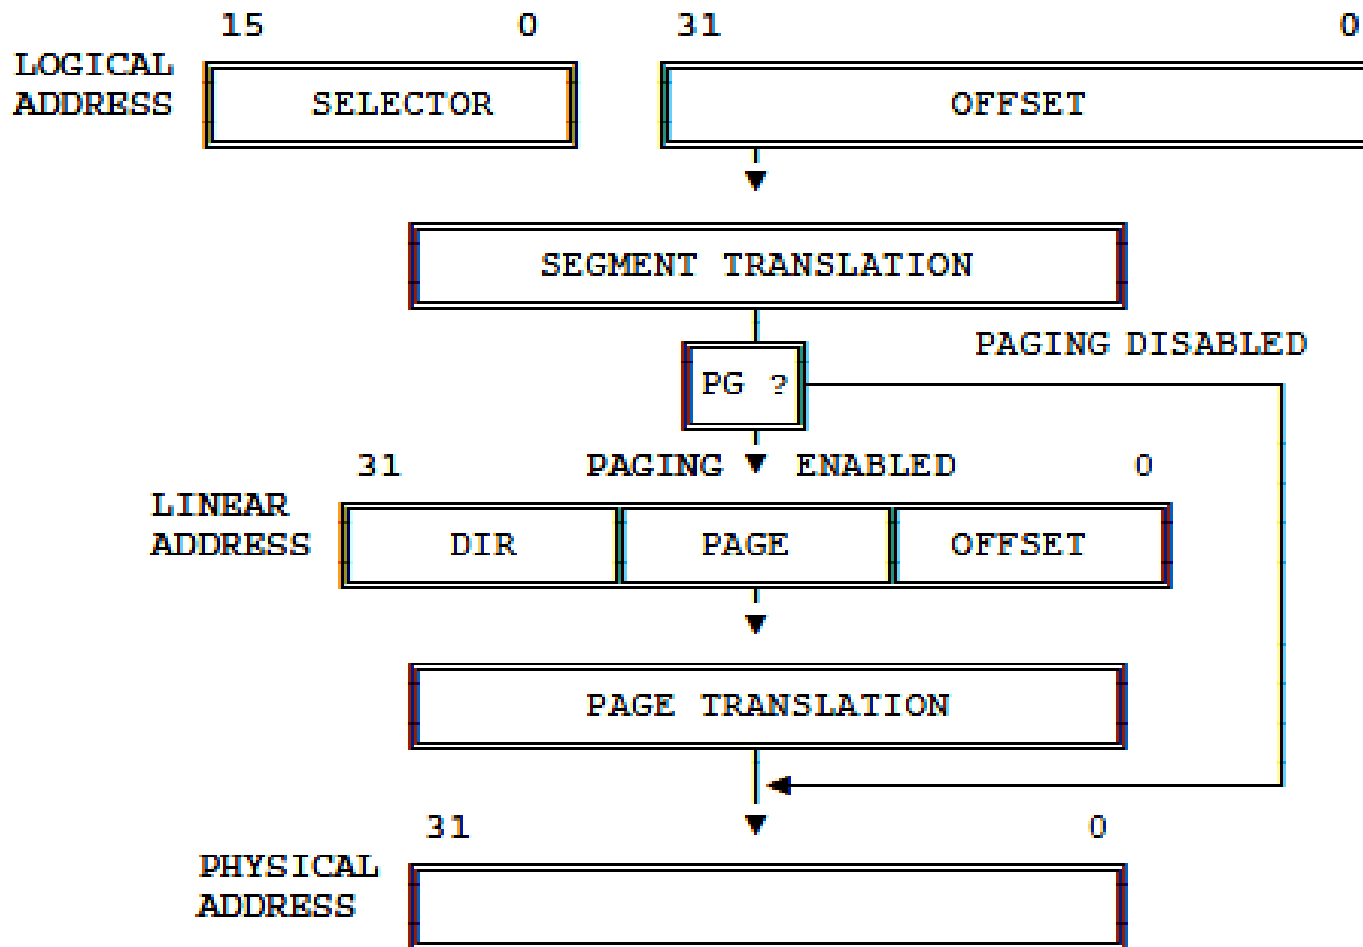 15 0 31 0
LOGICAL
ADDRESS SELECTOR OFFSET
SEGMENT TRANSLATION
PAGING DISABLED
PG ?
31 PAGING ENABLED 0
LINEAR
ADDRESS DIR PAGE OFFSET
PAGE TRANSLATION
31 0
PHYSICAL
ADDRESS